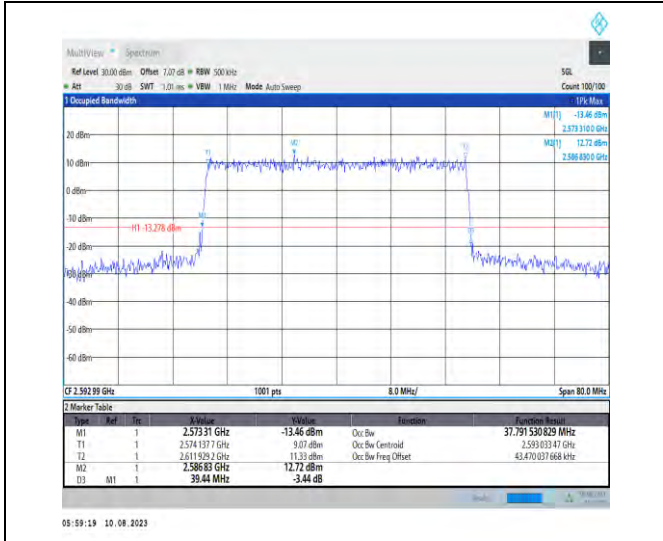 MultiView Spectrum
Ref Level 30.00 dBm Offset 7.07 dB RBW 500 kHz SGL
Att 30 dB SWT 1.01 ms VBW 1 MHz Mode Auto Sweep Count 100/100
1 Occupied Bandwidth 1Pk Max
M1[1] -13.46 dBm
2.573 310 0 GHz
M2[1] 12.72 dBm
2.586 830 0 GHz
20 dBm
M2
T1
10 dBm
0 dBm
-10 dBm
M1
H1 -13.278 dBm
-20 dBm
-40 dBm
-50 dBm
-60 dBm
CF 2.592 99 GHz 1001 pts 8.0 MHz/ Span 80.0 MHz
2 Marker Table
Type Ref Trc X-Value Y-Value Function Function Result
M1 1 2.573 31 GHz -13.46 dBm Occ Bw 37.791 530 829 MHz
T1 1 2.574 137 7 GHz 9.07 dBm Occ Bw Centroid 2.593 033 47 GHz
T2 1 2.611 929 2 GHz 11.33 dBm Occ Bw Freq Offset 43.470 037 668 kHz
M2 1 2.586 83 GHz 12.72 dBm
D3 M1 1 39.44 MHz -3.44 dB
05:59:19 10.08.2023